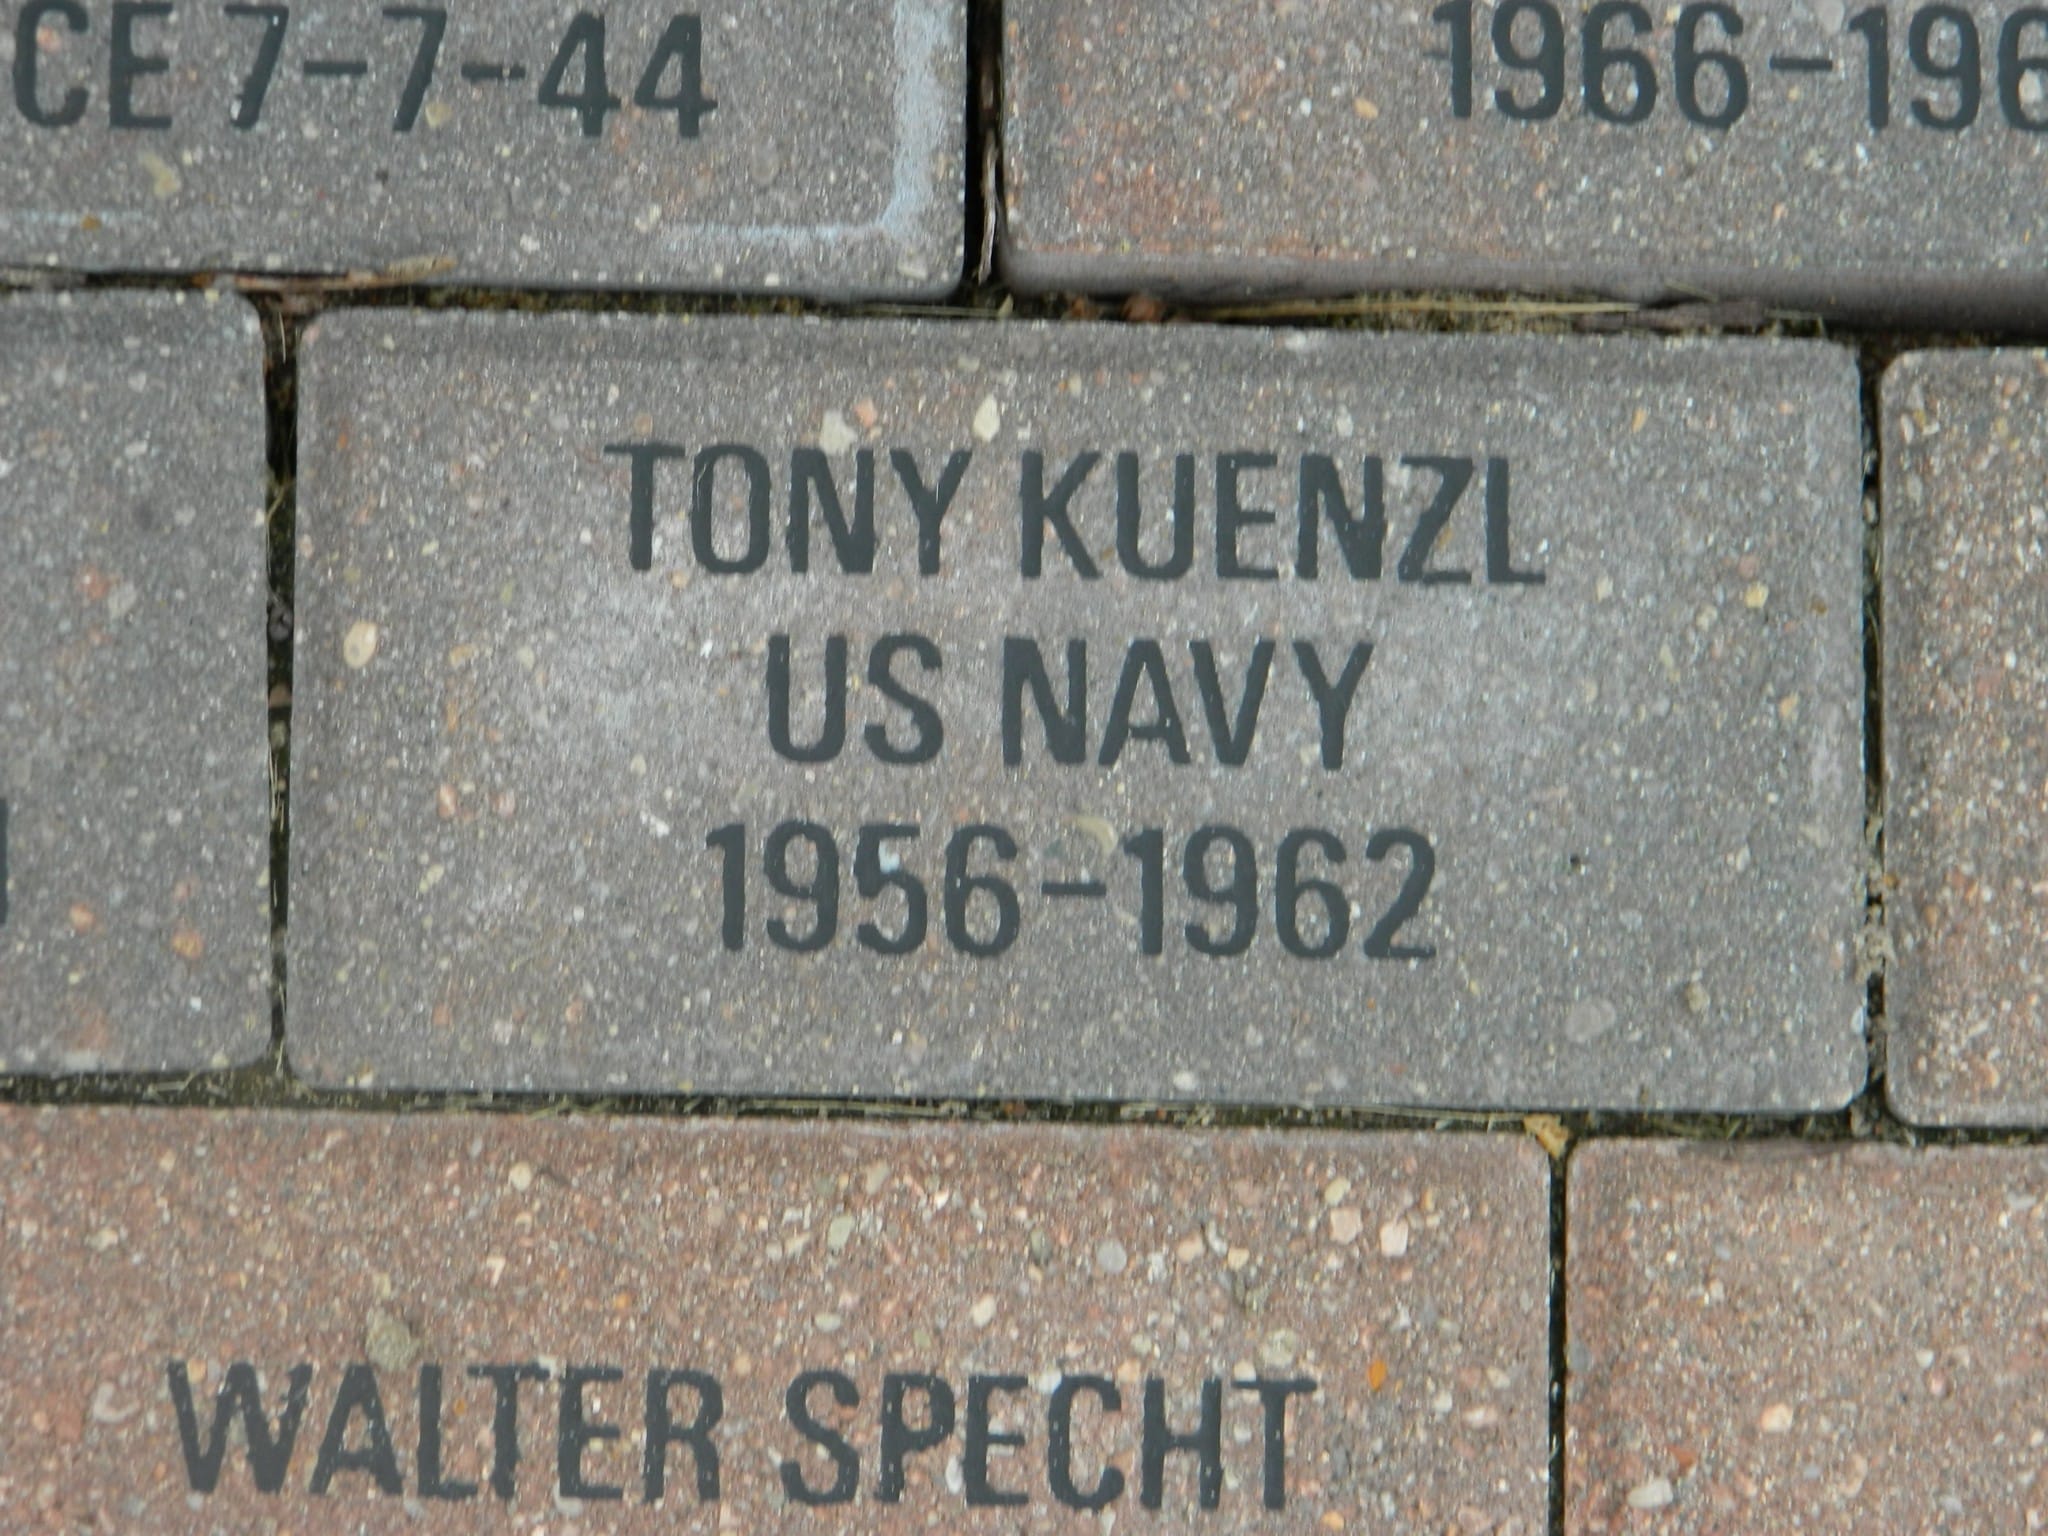 CE 7-7-44
1966-196
TONY KUENZL
US NAVY
1956-1962
WALTER SPECHT